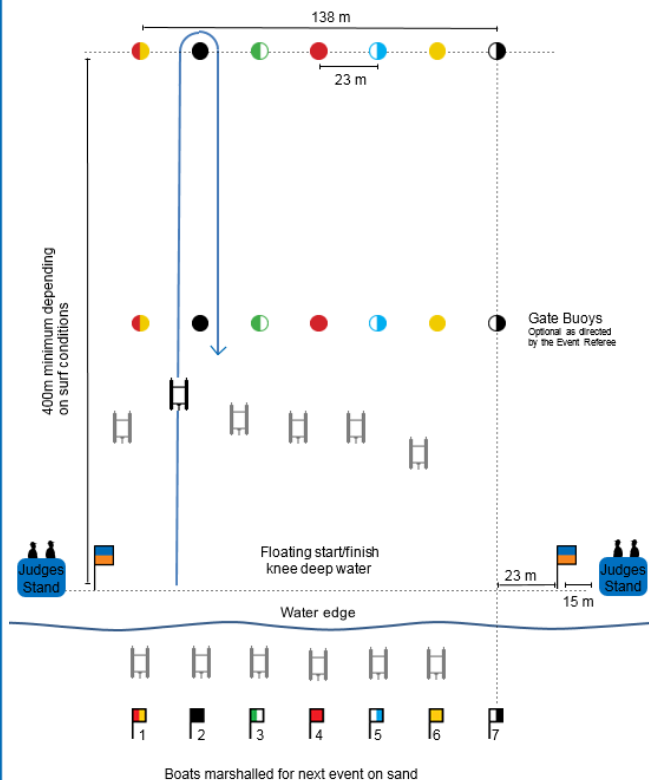 138 m
23 m
400m minimum depending
on surf conditions
Gate Buoys
Optional as directed
by the Event Referee
Floating start/finish
knee deep water
Judges
Stand
23 m
Judges
Stand
15 m
Water edge
1
2
3
4
5
6
7
Boats marshalled for next event on sand